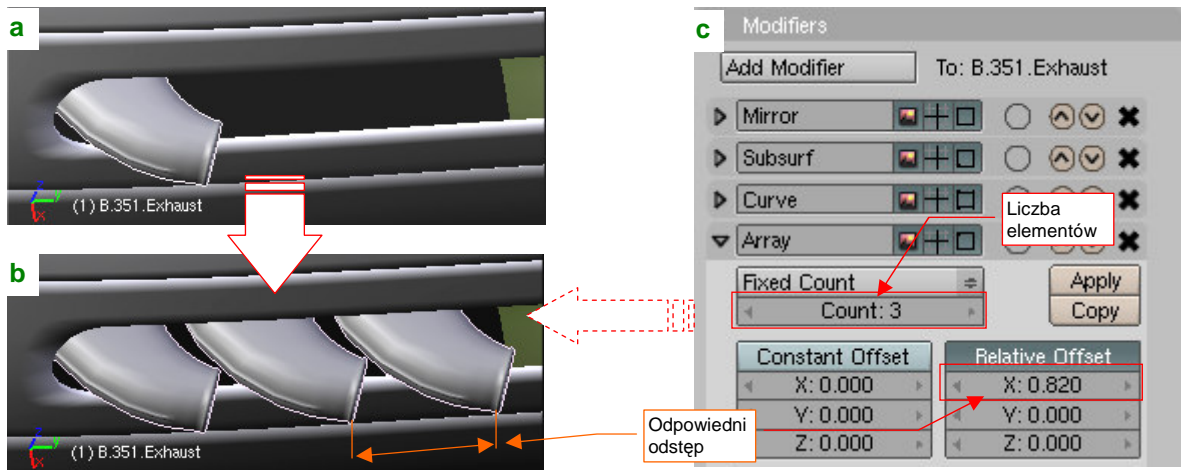 a
(1) B.351.Exhaust
b
(1) B.351.Exhaust
c
Modifiers
Add Modifier To: B.351.Exhaust
Mirror
Subsurf
Curve
Liczba
elementów
Array
Fixed Count Apply
Count: 3 Copy
Constant Offset Relative Offset
X: 0.000 X: 0.820
Y: 0.000 Y: 0.000
Z: 0.000 Z: 0.000
Odpowiedni
odstęp